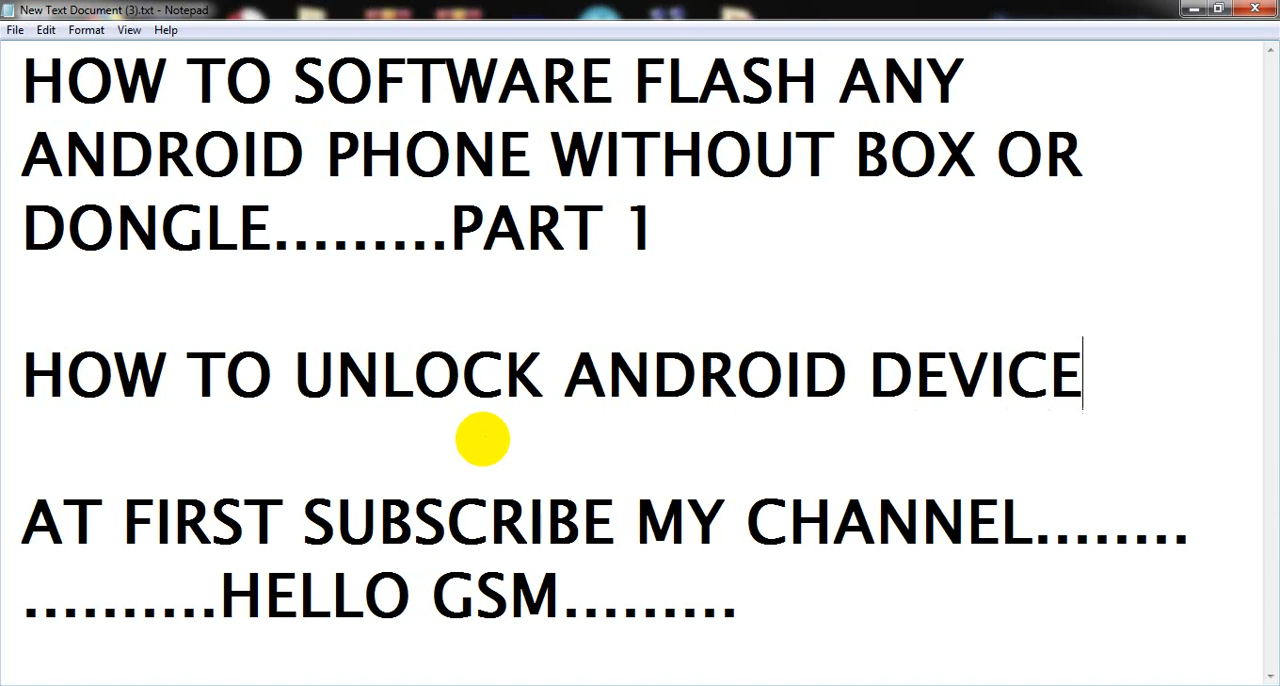 New Text Document (3).txt - Notepad
File Edit Format View Help
HOW TO SOFTWARE FLASH ANY
ANDROID PHONE WITHOUT BOX OR
DONGLE.........PART 1
HOW TO UNLOCK ANDROID DEVICE
AT FIRST SUBSCRIBE MY CHANNEL........
..........HELLO GSM.........